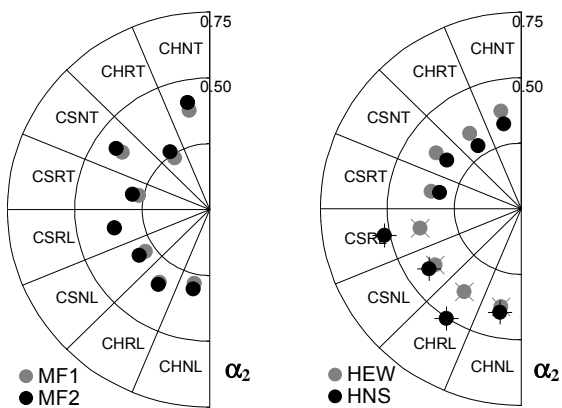 0.75
CHNT
0.50
CHRT
CSNT
CSRT
CSRL
CSNL
CHRL
CHNL
α₂
MF1
MF2
0.75
CHNT
0.50
CHRT
CSNT
CSRT
CSRL
CSNL
CHRL
CHNL
α₂
HEW
HNS